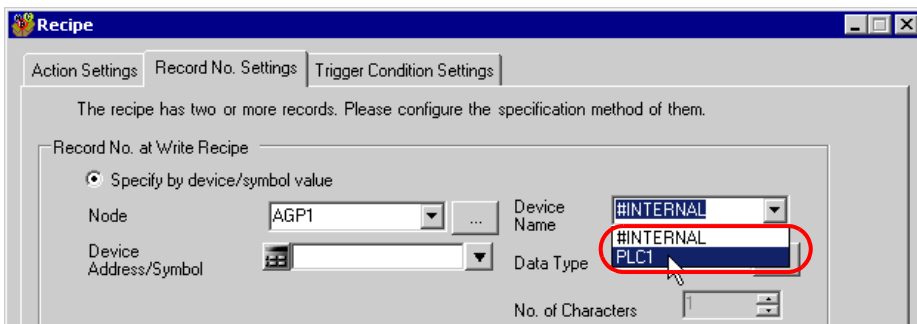 Recipe
Action Settings Record No. Settings Trigger Condition Settings
The recipe has two or more records. Please configure the specification method of them.
Record No. at Write Recipe
Specify by device/symbol value
Node AGP1 ... Device Name #INTERNAL
#INTERNAL
Device Address/Symbol Data Type PLC1
No. of Characters 1